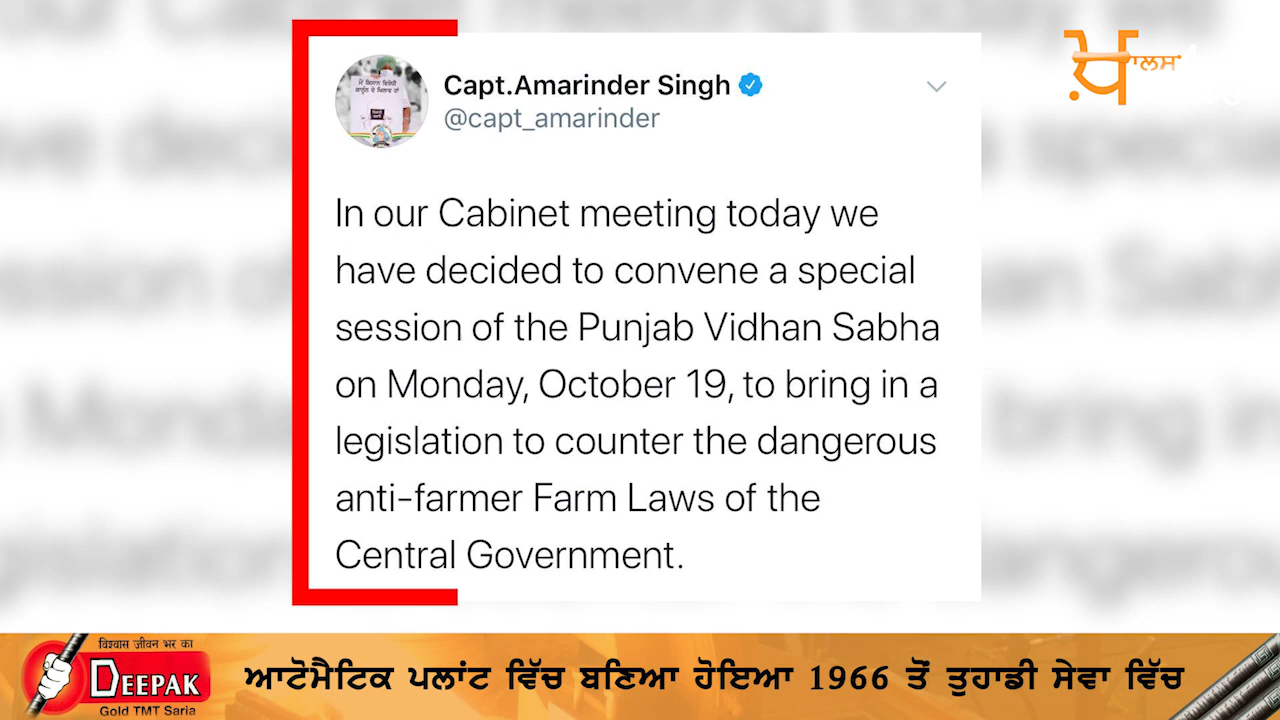 ਖ਼ਾਲਸ
Capt.Amarinder Singh
@capt_amarinder
In our Cabinet meeting today we
have decided to convene a special
session of the Punjab Vidhan Sabha
on Monday, October 19, to bring in a
legislation to counter the dangerous
anti-farmer Farm Laws of the
Central Government.
विश्वास जीवन भर का
DEEPAK
Gold TMT Saria
ਆਟੋਮੈਟਿਕ ਪਲਾਂਟ ਵਿੱਚ ਬਣਿਆ ਹੋਇਆ 1966 ਤੋਂ ਤੁਹਾਡੀ ਸੇਵਾ ਵਿੱਚ